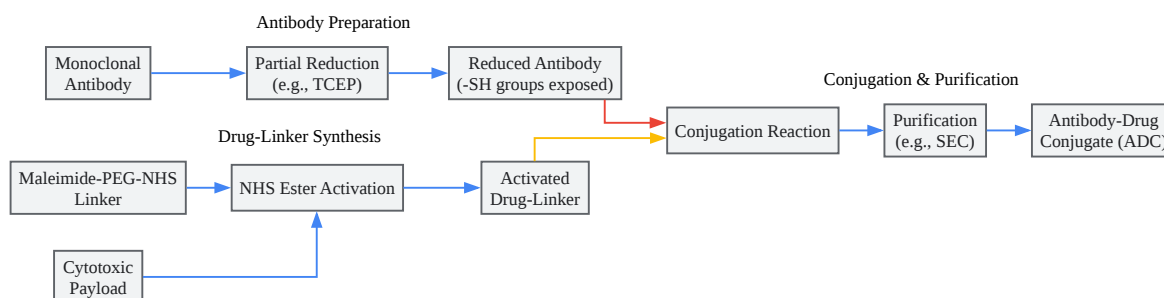 Antibody Preparation
Monoclonal
Antibody
Partial Reduction
(e.g., TCEP)
Reduced Antibody
(-SH groups exposed)
Drug-Linker Synthesis
Maleimide-PEG-NHS
Linker
NHS Ester Activation
Activated
Drug-Linker
Cytotoxic
Payload
Conjugation & Purification
Conjugation Reaction
Purification
(e.g., SEC)
Antibody-Drug
Conjugate (ADC)